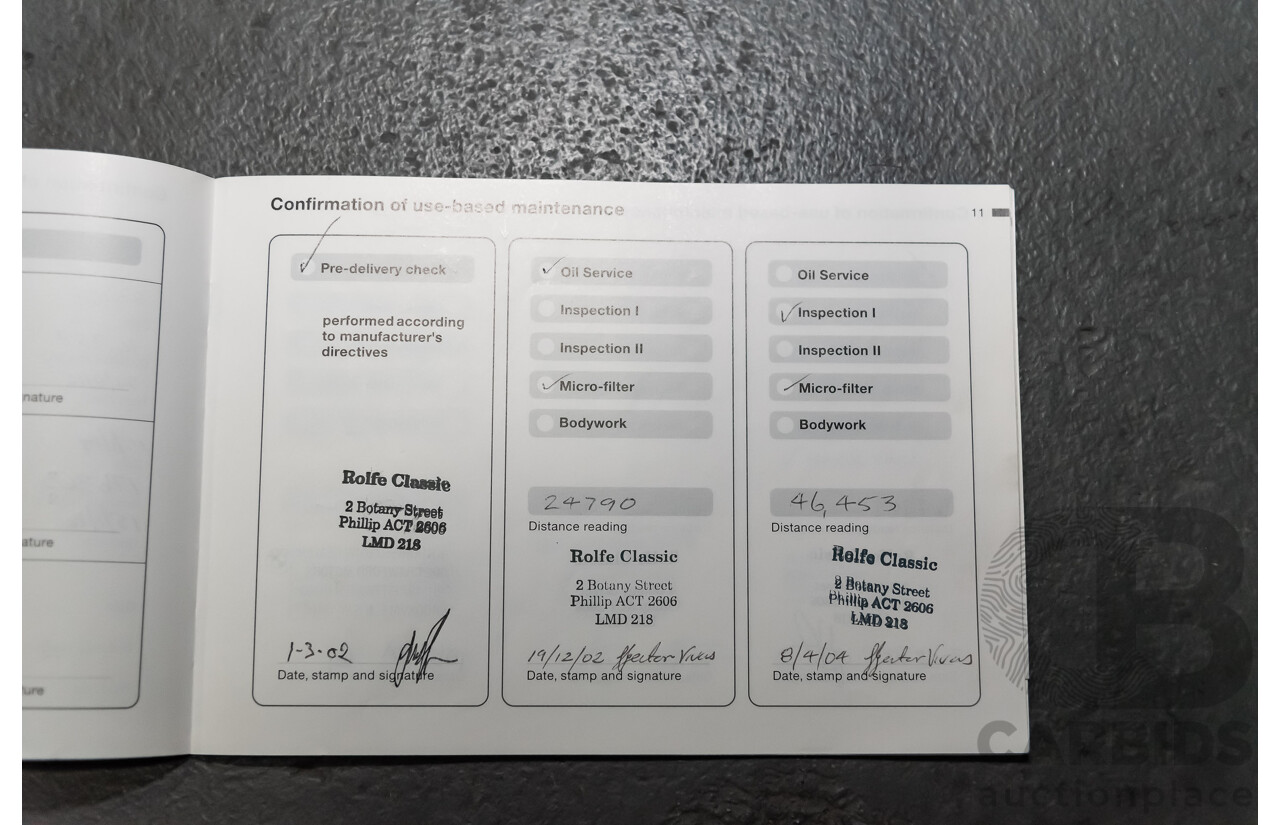 Confirmation of use-based maintenance
11
Pre-delivery check
performed according
to manufacturer's
directives
Rolfe Classic
2 Botany Street
Phillip ACT 2606
LMD 218
1-3-02
Date, stamp and signature
Oil Service
Inspection I
Inspection II
Micro-filter
Bodywork
24790
Distance reading
Rolfe Classic
2 Botany Street
Phillip ACT 2606
LMD 218
19/12/02 Hector Vivas
Date, stamp and signature
Oil Service
Inspection I
Inspection II
Micro-filter
Bodywork
46,453
Distance reading
Rolfe Classic
2 Botany Street
Phillip ACT 2606
LMD 218
8/4/04 Hector Vivas
Date, stamp and signature
nature
ature
ure
CARBIDS
auctionplace